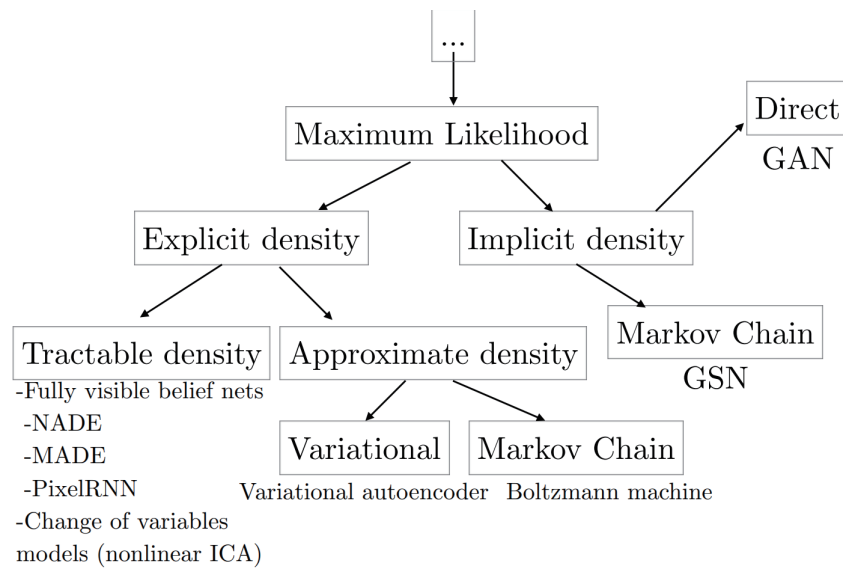 ...
Maximum Likelihood
Direct
GAN
Explicit density
Implicit density
Tractable density
-Fully visible belief nets
-NADE
-MADE
-PixelRNN
-Change of variables
models (nonlinear ICA)
Approximate density
Markov Chain
GSN
Variational
Variational autoencoder
Markov Chain
Boltzmann machine